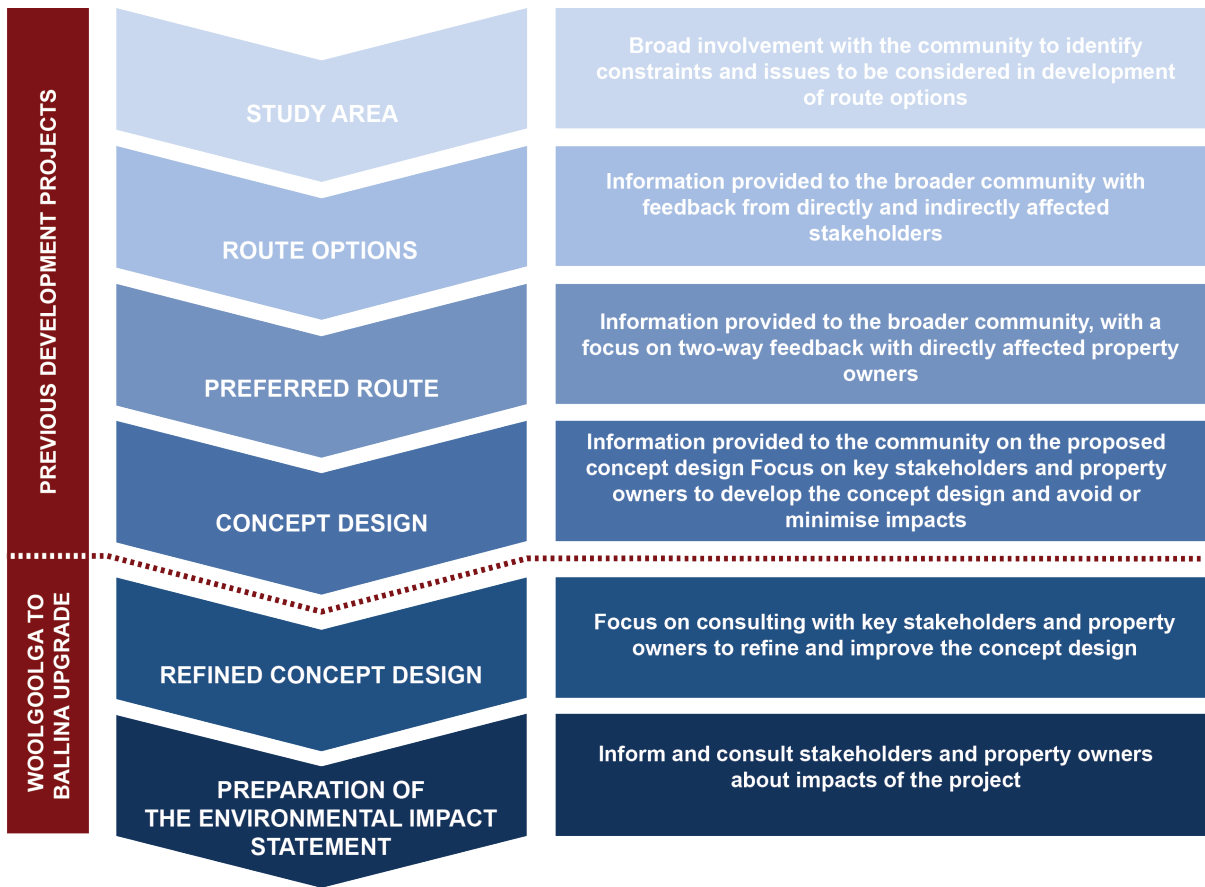 PREVIOUS DEVELOPMENT PROJECTS
STUDY AREA
Broad involvement with the community to identify
constraints and issues to be considered in development
of route options
ROUTE OPTIONS
Information provided to the broader community with
feedback from directly and indirectly affected
stakeholders
PREFERRED ROUTE
Information provided to the broader community, with a
focus on two-way feedback with directly affected property
owners
CONCEPT DESIGN
Information provided to the community on the proposed
concept design Focus on key stakeholders and property
owners to develop the concept design and avoid or
minimise impacts
WOOLGOOLGA TO
BALLINA UPGRADE
REFINED CONCEPT DESIGN
Focus on consulting with key stakeholders and property
owners to refine and improve the concept design
PREPARATION OF
THE ENVIRONMENTAL IMPACT
STATEMENT
Inform and consult stakeholders and property owners
about impacts of the project